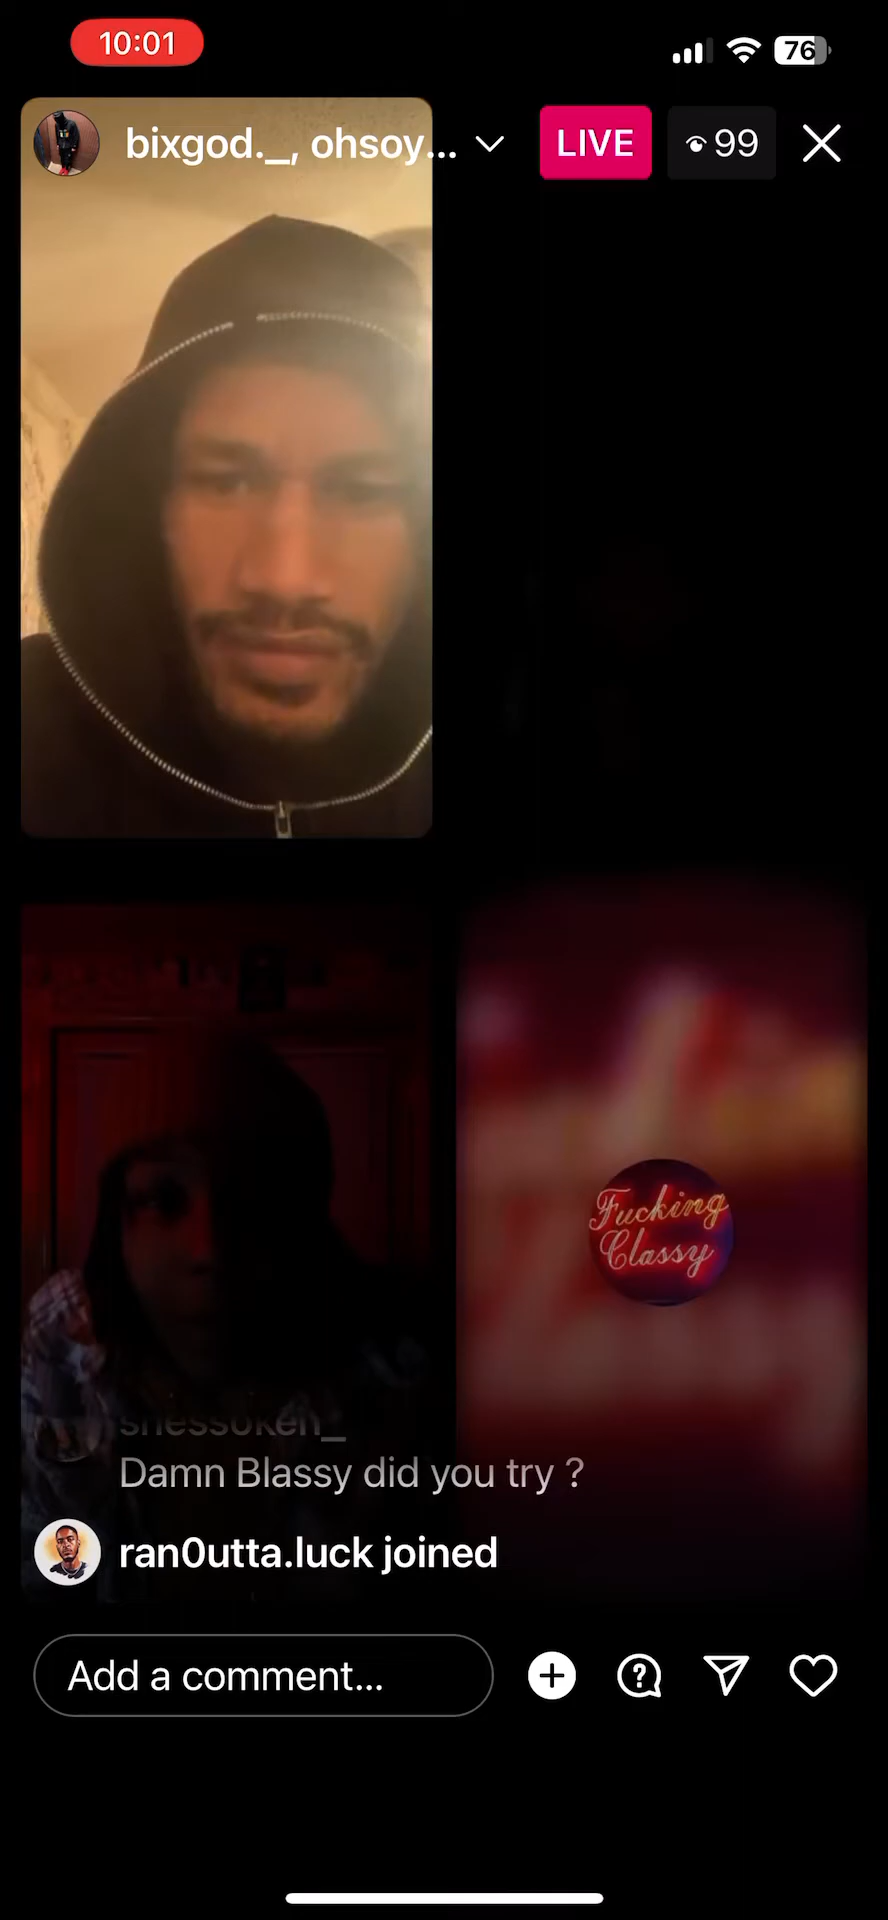 10:01
76
bixgod._, ohsoy...
LIVE
99
Fucking
Classy
shessoken_
Damn Blassy did you try ?
ran0utta.luck joined
Add a comment...